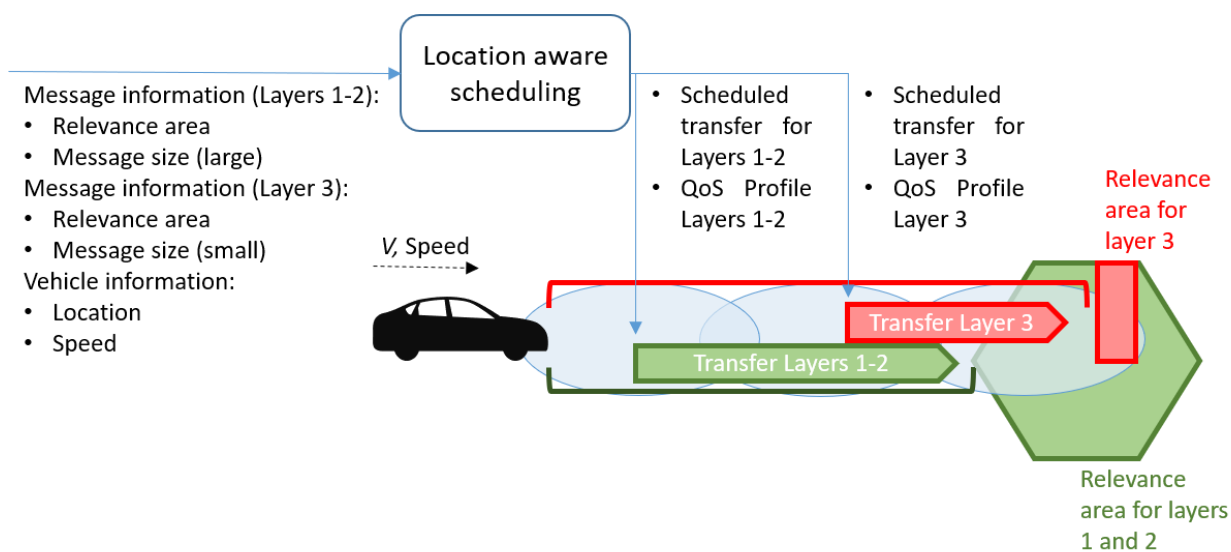 Location aware
scheduling
Message information (Layers 1-2):
• Relevance area
• Message size (large)
Message information (Layer 3):
• Relevance area
• Message size (small)
Vehicle information:
• Location
• Speed
• Scheduled
transfer for
Layers 1-2
• QoS Profile
Layers 1-2
• Scheduled
transfer for
Layer 3
• QoS Profile
Layer 3
Relevance
area for
layer 3
V, Speed
Transfer Layer 3
Transfer Layers 1-2
Relevance
area for layers
1 and 2